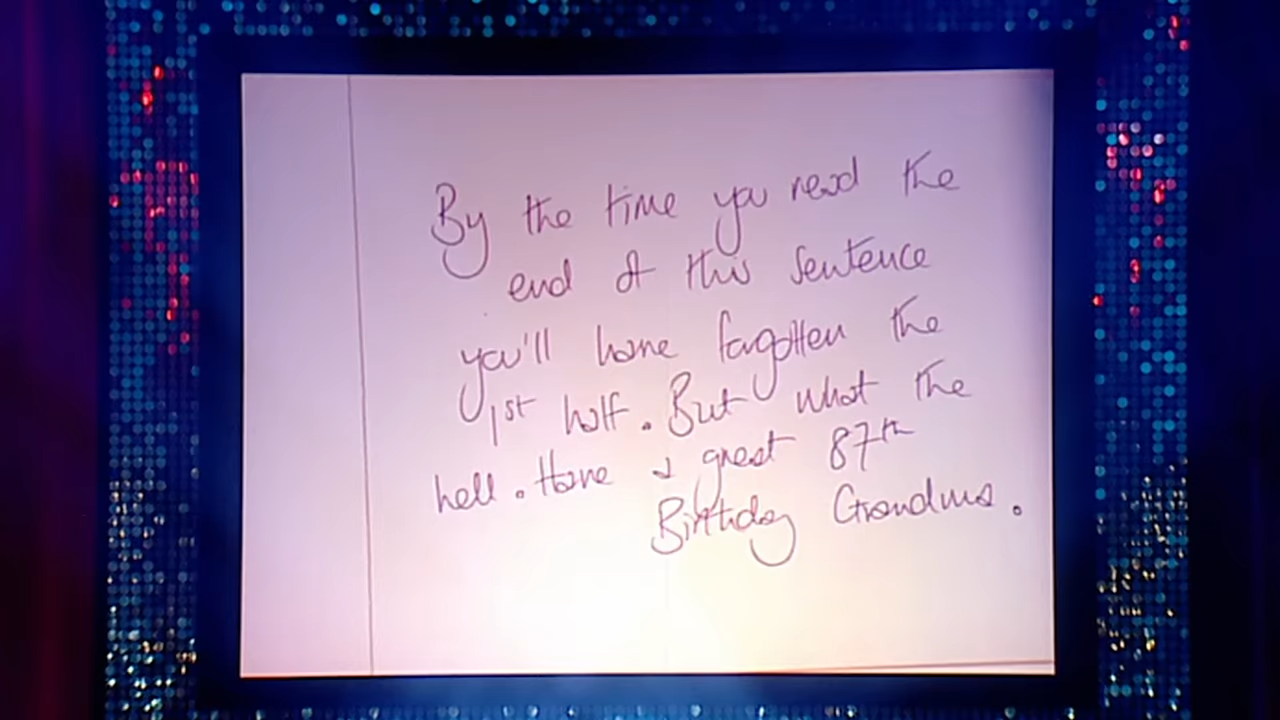 By the time you read the
end of this sentence
you'll have forgotten the
1st half. But what the
hell. Have a great 87th
Birthday Grandma.